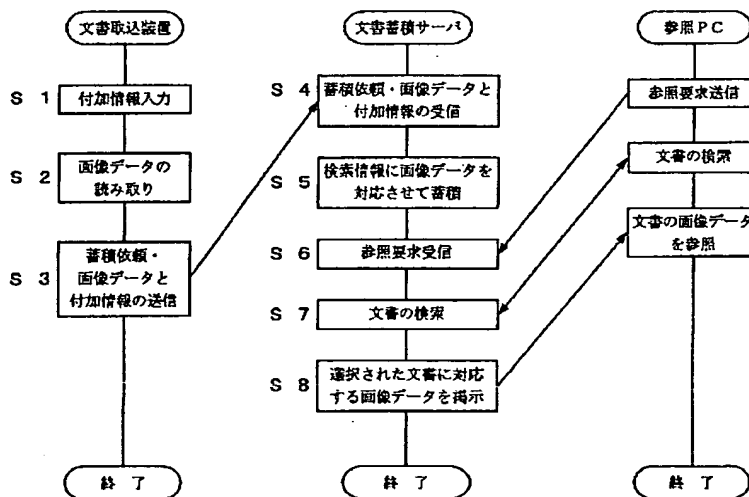 文書取込装置
S 1
付加情報入力
S 2
画像データの
読み取り
S 3
蓄積依頼・
画像データと
付加情報の送信
終 了
文書蓄積サーバ
S 4
蓄積依頼・画像データと
付加情報の受信
S 5
検索情報に画像データを
対応させて蓄積
S 6
参照要求受信
S 7
文書の検索
S 8
選択された文書に対応
する画像データを掲示
終 了
参照PC
参照要求送信
文書の検索
文書の画像データ
を参照
終 了